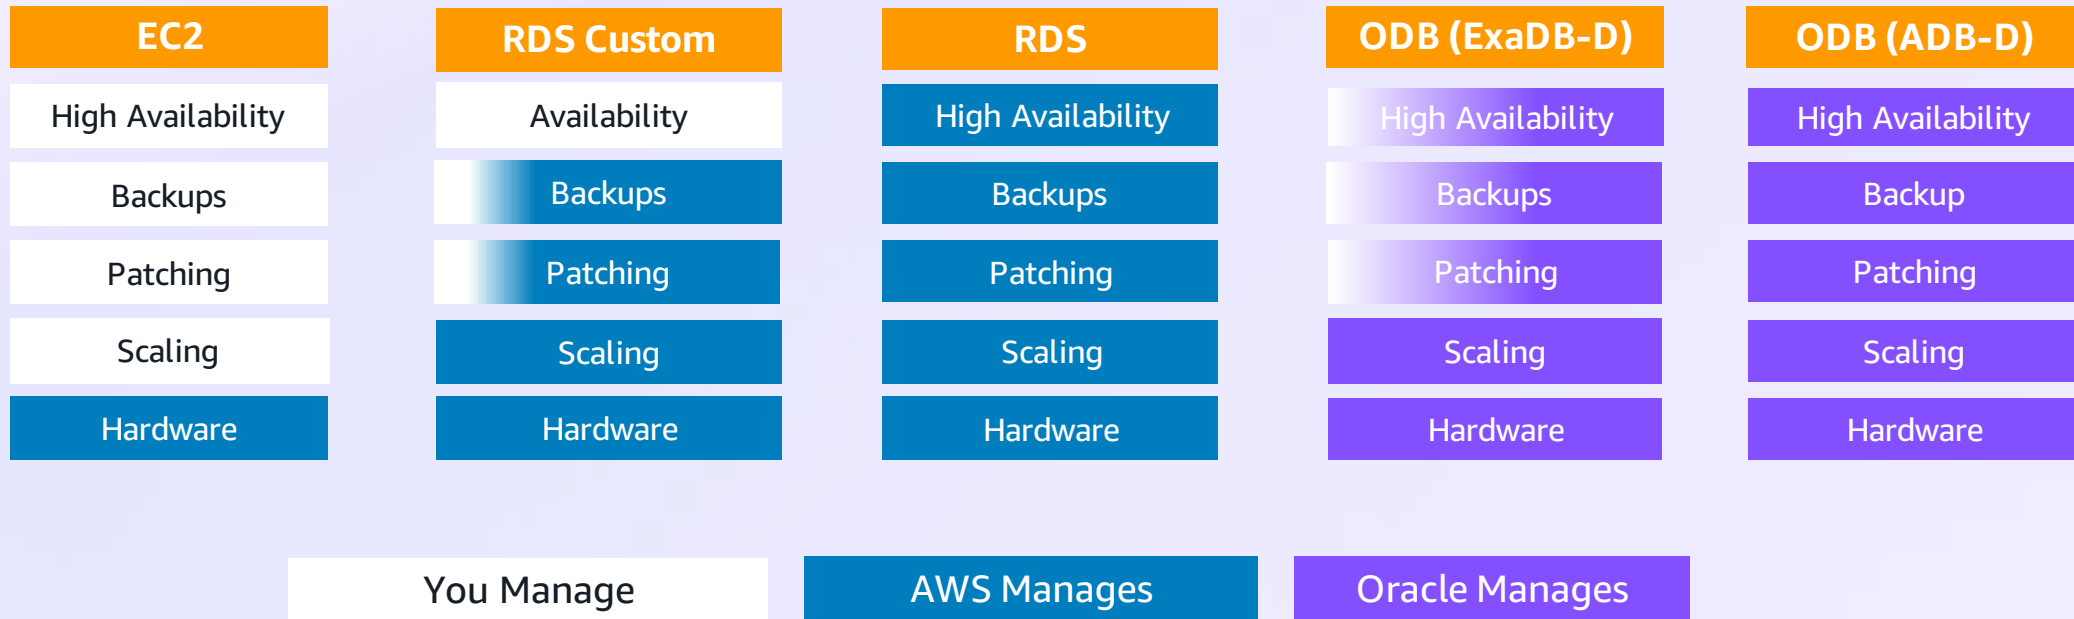 EC2
High Availability
Backups
Patching
Scaling
Hardware
RDS Custom
Availability
Backups
Patching
Scaling
Hardware
RDS
High Availability
Backups
Patching
Scaling
Hardware
ODB (ExaDB-D)
High Availability
Backups
Patching
Scaling
Hardware
ODB (ADB-D)
High Availability
Backup
Patching
Scaling
Hardware
You Manage
AWS Manages
Oracle Manages